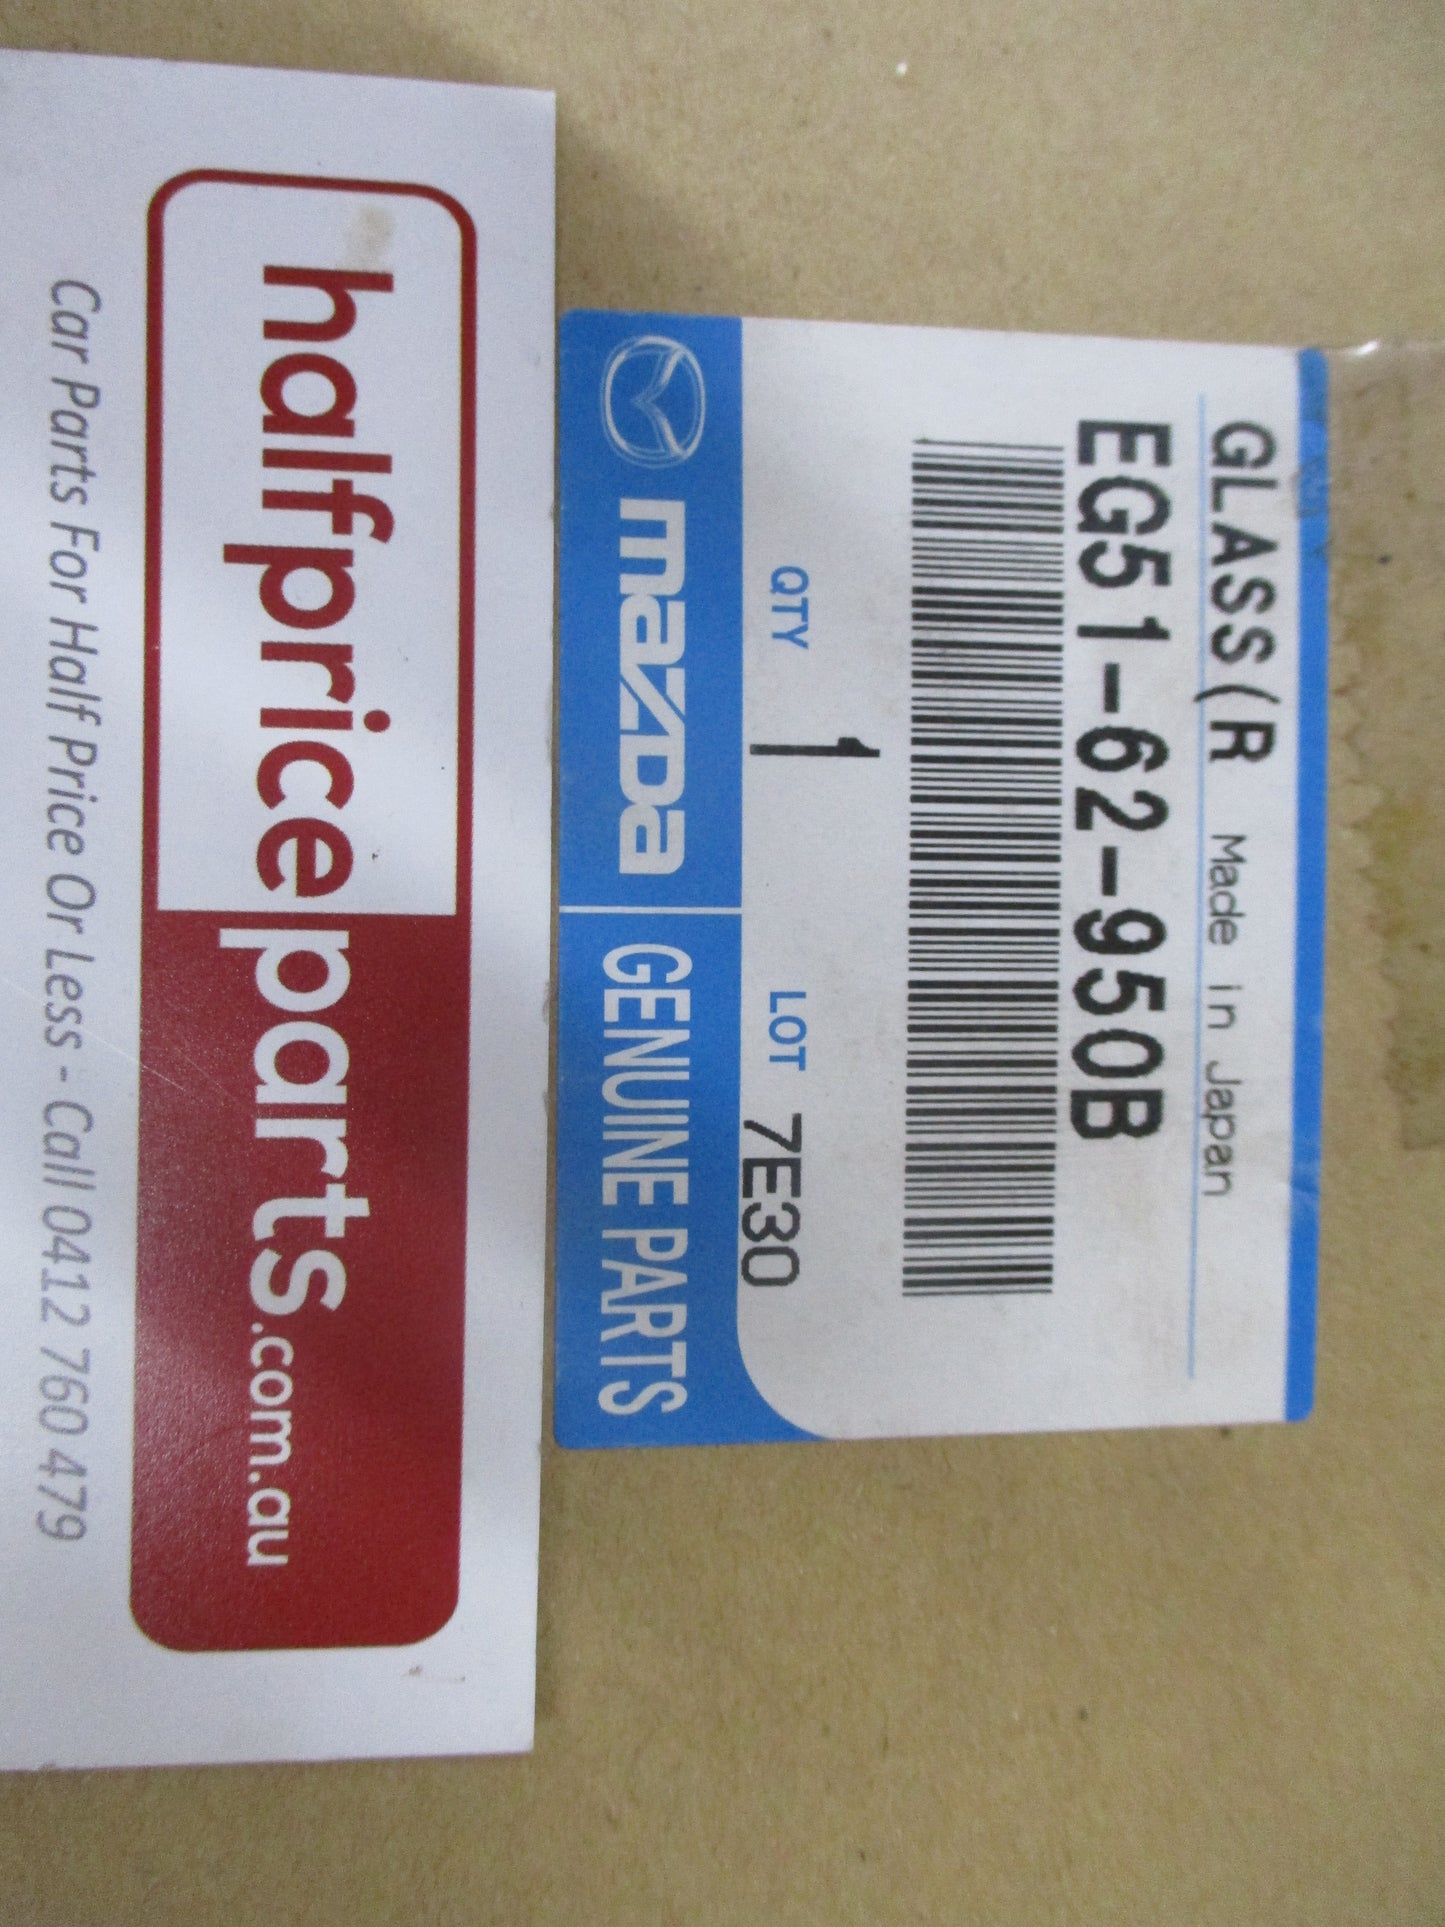 GLASS(R Made in Japan
EG51-62-950B
QTY 1 LOT 7E30
mazda GENUINE PARTS
halfpriceparts.com.au
Car Parts For Half Price Or Less - Call 0412 760 479